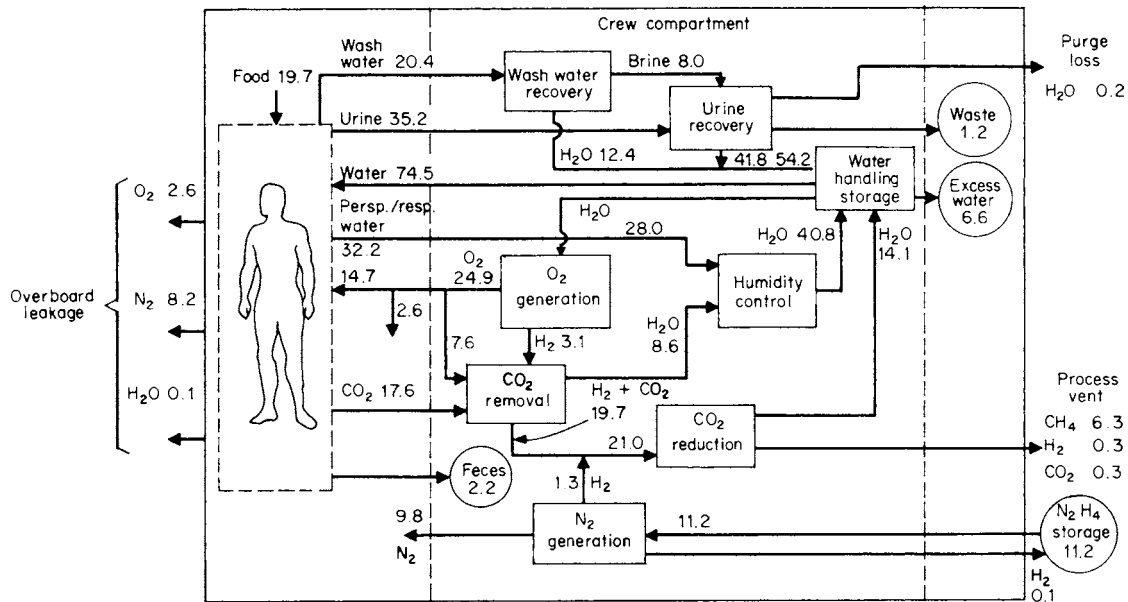 Crew compartment
Wash
water 20.4
Food 19.7
Wash water
recovery
Brine 8.0
Purge
loss
H₂O 0.2
Urine 35.2
Urine
recovery
Waste
1.2
H₂O 12.4
41.8 54.2
Water
handling
storage
Water 74.5
Excess
water
6.6
O₂ 2.6
Persp./resp.
water
32.2
H₂O
28.0
H₂O 40.8
H₂O
14.1
O₂
24.9
14.7
O₂
generation
Humidity
control
Overboard
leakage
N₂ 8.2
2.6
7.6
H₂ 3.1
H₂O
8.6
H₂O 0.1
CO₂ 17.6
CO₂
removal
H₂ + CO₂
19.7
CO₂
reduction
21.0
Process
vent
CH₄ 6.3
H₂ 0.3
CO₂ 0.3
Feces
2.2
1.3 H₂
9.8
N₂
N₂
generation
11.2
N₂H₄
storage
11.2
H₂
0.1